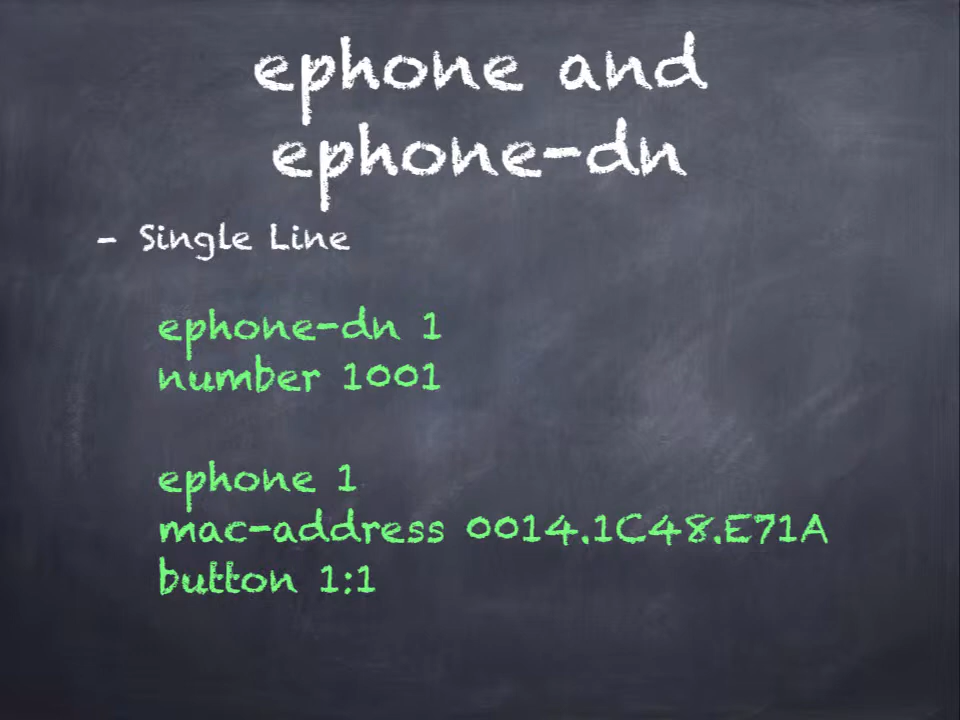 ephone and
ephone-dn
- Single Line
ephone-dn 1
number 1001
ephone 1
mac-address 0014.1C48.E71A
button 1:1